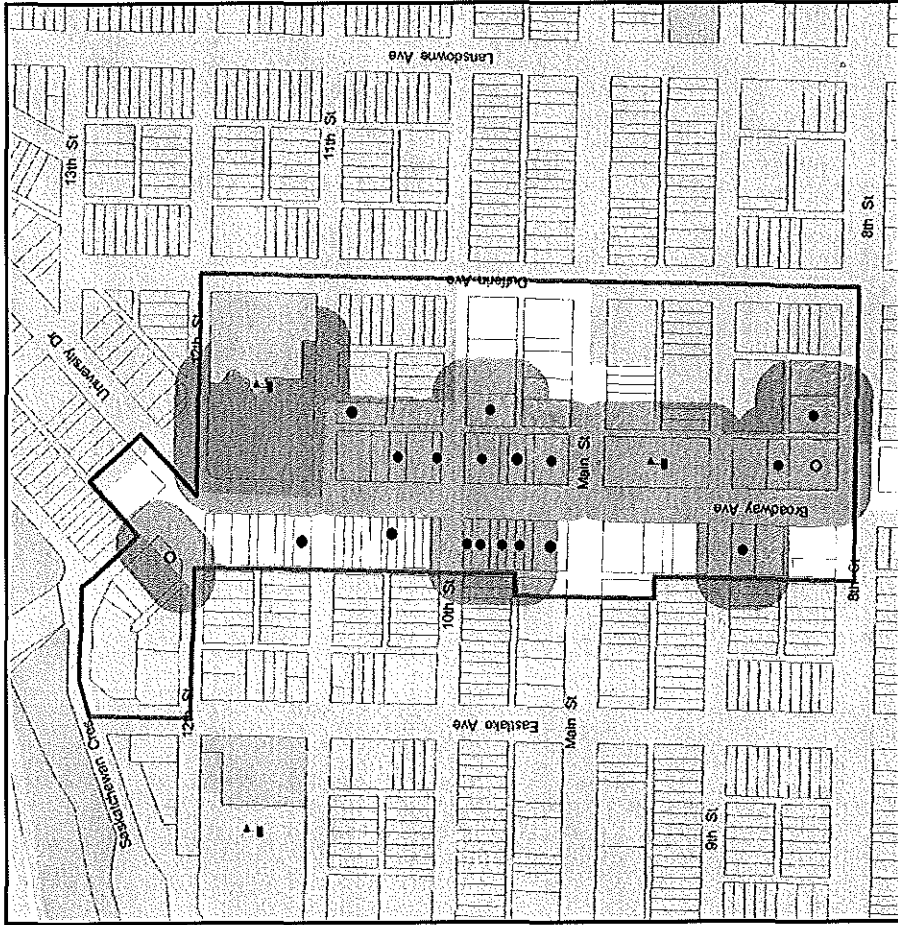 Lansdowne Ave
13th St
11th St
8th St
University Dr
Dufferin Ave
12th S
Main St
Broadway Ave
10th St
8th St
Saskatchewan Cres
12th S
Eastlake Ave
Main St
9th St